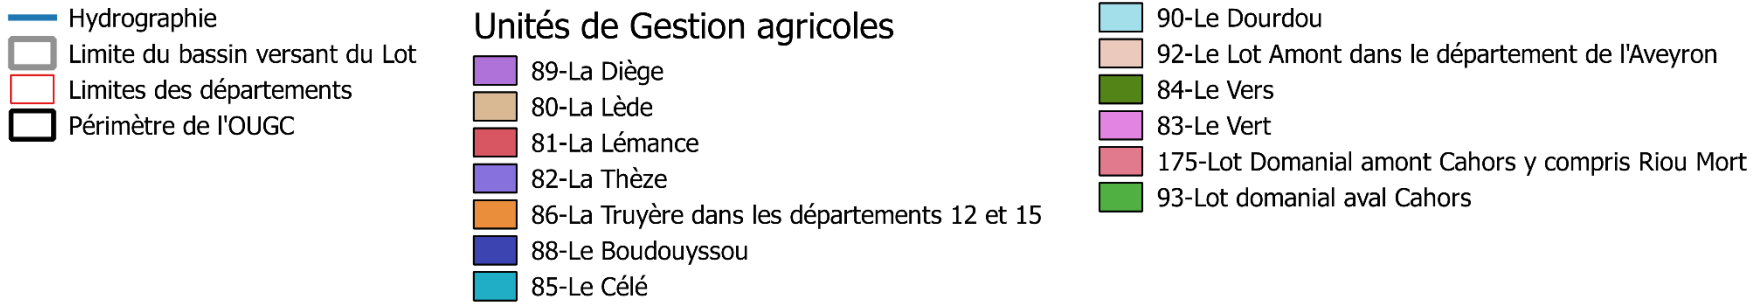 Hydrographie
Limite du bassin versant du Lot
Limites des départements
Périmètre de l'OUGC
Unités de Gestion agricoles
89-La Diège
80-La Lède
81-La Lémance
82-La Thèze
86-La Truyère dans les départements 12 et 15
88-Le Boudouyssou
85-Le Célé
90-Le Dourdou
92-Le Lot Amont dans le département de l'Aveyron
84-Le Vers
83-Le Vert
175-Lot Domanial amont Cahors y compris Riou Mort
93-Lot domanial aval Cahors